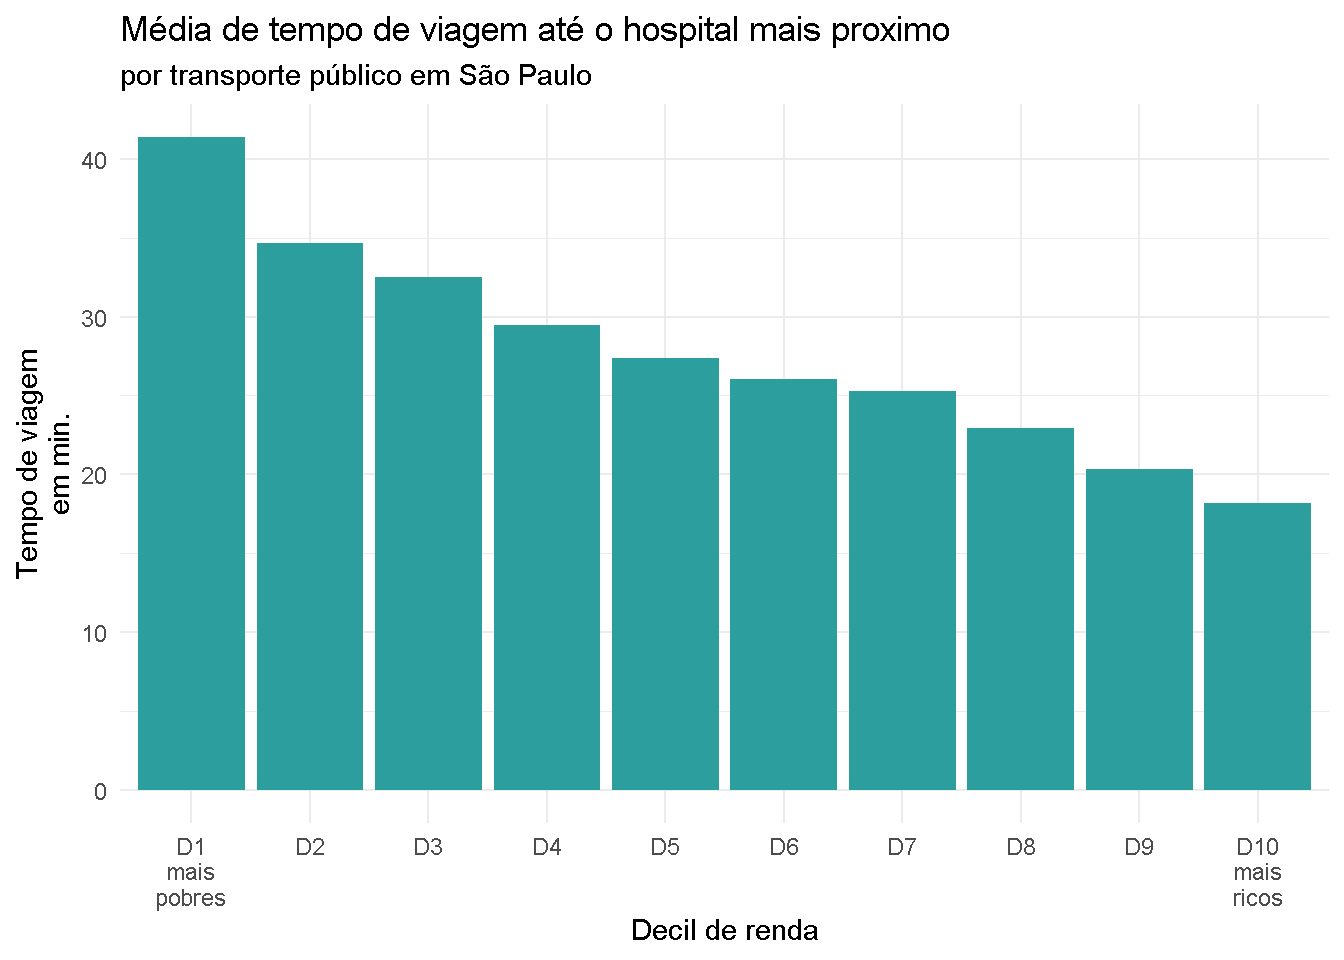 Média de tempo de viagem até o hospital mais proximo
por transporte público em São Paulo
Tempo de viagem
em min.
40
30
20
10
0
D1
mais
pobres
D2
D3
D4
D5
D6
D7
D8
D9
D10
mais
ricos
Decil de renda